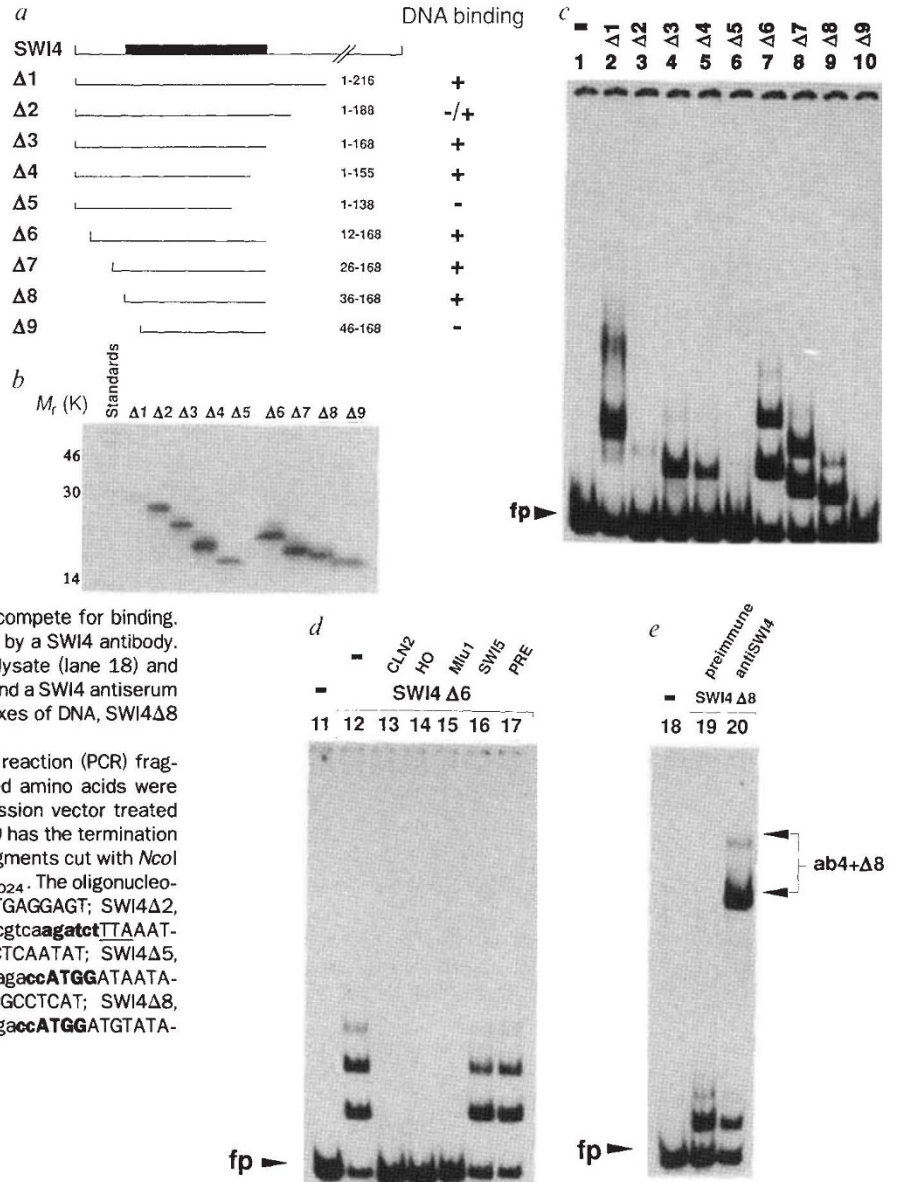 a
DNA binding
SWI4
Δ1 1-216 +
Δ2 1-188 -/+
Δ3 1-168 +
Δ4 1-155 +
Δ5 1-138 -
Δ6 12-168 +
Δ7 26-168 +
Δ8 36-168 +
Δ9 46-168 -
b
Mr (K)
Standards
Δ1 Δ2 Δ3 Δ4 Δ5 Δ6 Δ7 Δ8 Δ9
46
30
14
c
- Δ1 Δ2 Δ3 Δ4 Δ5 Δ6 Δ7 Δ8 Δ9
1 2 3 4 5 6 7 8 9 10
fp
compete for binding.
by a SWI4 antibody.
lysate (lane 18) and
nd a SWI4 antiserum
xes of DNA, SWI4Δ8
reaction (PCR) frag-
ed amino acids were
ssion vector treated
9 has the termination
gments cut with NcoI
024. The oligonucleo-
TGAGGAGT; SWI4Δ2,
cgtcaagatctTTAAAT-
CTCAATAT; SWI4Δ5,
agaccATGGATAATA-
GCCTCAT; SWI4Δ8,
gaccATGGATGTATA-
d
- - CLN2 HO Mlu1 SWI5 PRE
SWI4 Δ6
11 12 13 14 15 16 17
fp
e
- preimmune antiSWI4
SWI4 Δ8
18 19 20
ab4+Δ8
fp